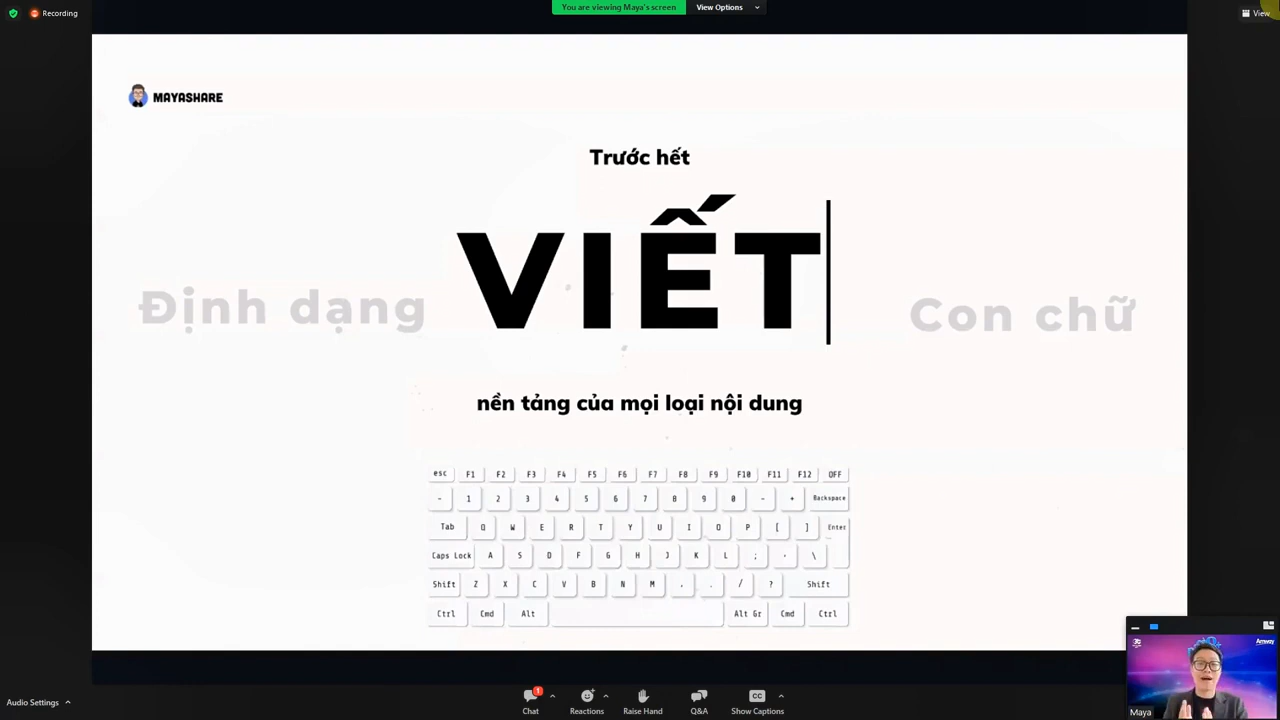 Recording
You are viewing Maya's screen
View Options
View
MAYASHARE
Trước hết
VIẾT
Định dạng
Con chữ
nền tảng của mọi loại nội dung
esc F1 F2 F3 F4 F5 F6 F7 F8 F9 F10 F11 F12 OFF
~ 1 2 3 4 5 6 7 8 9 0 - + Backspace
Tab Q W E R T Y U I O P [ ] Enter
Caps Lock A S D F G H J K L ; ' \
Shift Z X C V B N M , . / ? Shift
Ctrl Cmd Alt Alt Gr Cmd Ctrl
Amway
Maya
Audio Settings
1
Chat
Reactions
Raise Hand
Q&A
CC
Show Captions